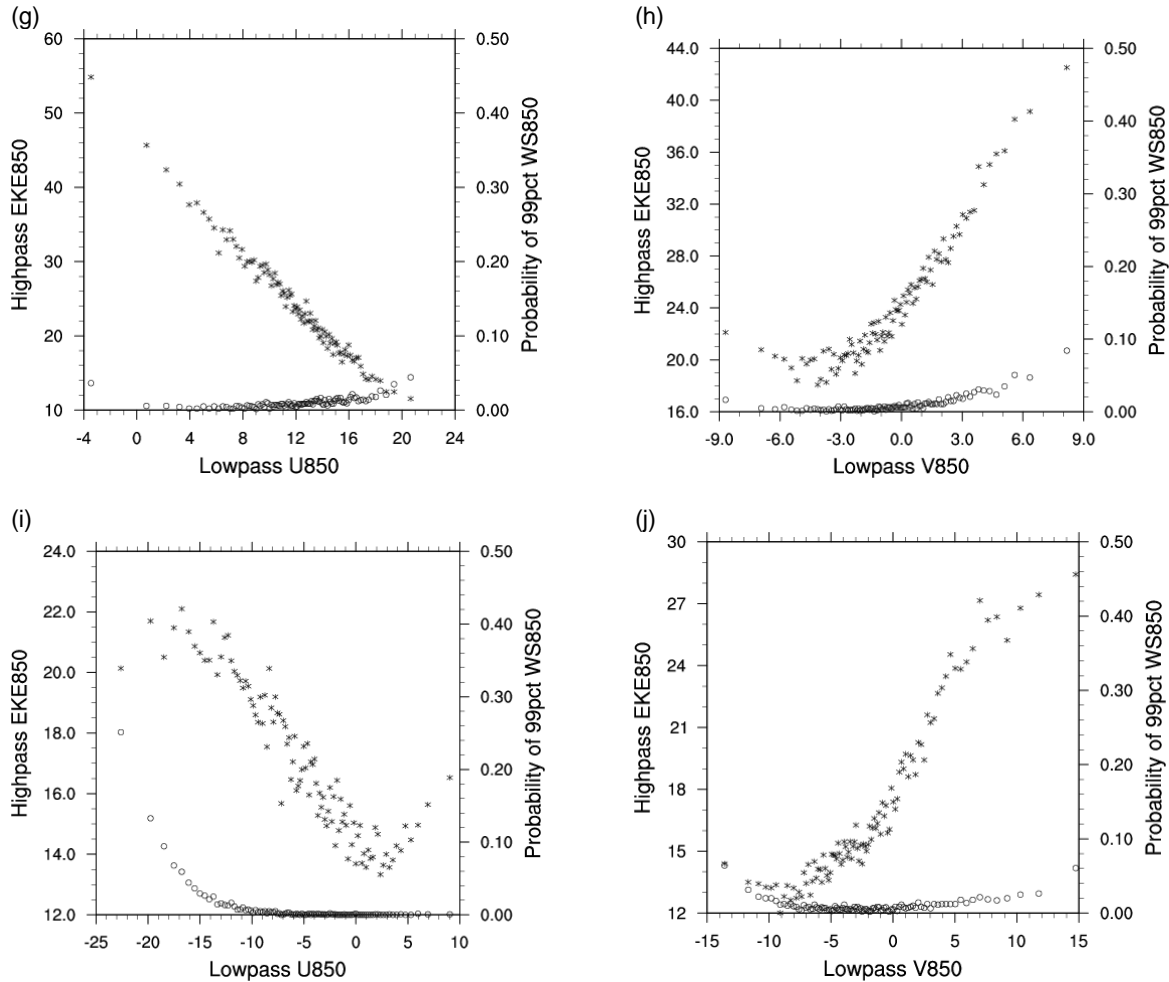 (g)
60
50
40
30
20
10
Highpass EKE850
0.50
0.40
0.30
0.20
0.10
0.00
Probability of 99pct WS850
-4 0 4 8 12 16 20 24
Lowpass U850
(h)
44.0
40.0
36.0
32.0
28.0
24.0
20.0
16.0
Highpass EKE850
0.50
0.40
0.30
0.20
0.10
0.00
Probability of 99pct WS850
-9.0 -6.0 -3.0 0.0 3.0 6.0 9.0
Lowpass V850
(i)
24.0
22.0
20.0
18.0
16.0
14.0
12.0
Highpass EKE850
0.50
0.40
0.30
0.20
0.10
0.00
Probability of 99pct WS850
-25 -20 -15 -10 -5 0 5 10
Lowpass U850
(j)
30
27
24
21
18
15
12
Highpass EKE850
0.50
0.40
0.30
0.20
0.10
0.00
Probability of 99pct WS850
-15 -10 -5 0 5 10 15
Lowpass V850